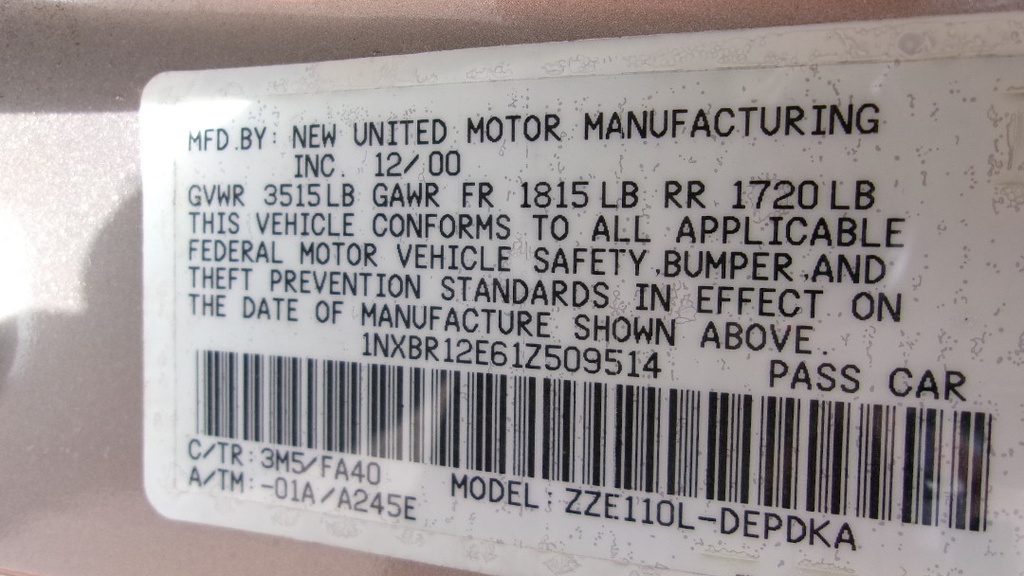 MFD.BY: NEW UNITED MOTOR MANUFACTURING
INC. 12/00
GVWR 3515LB GAWR FR 1815LB RR 1720LB
THIS VEHICLE CONFORMS TO ALL APPLICABLE
FEDERAL MOTOR VEHICLE SAFETY,BUMPER,AND
THEFT PREVENTION STANDARDS IN EFFECT ON
THE DATE OF MANUFACTURE SHOWN ABOVE.
1NXBR12E61Z509514 PASS CAR
C/TR:3M5/FA40
A/TM:-01A/A245E MODEL:ZZE110L-DEPDKA